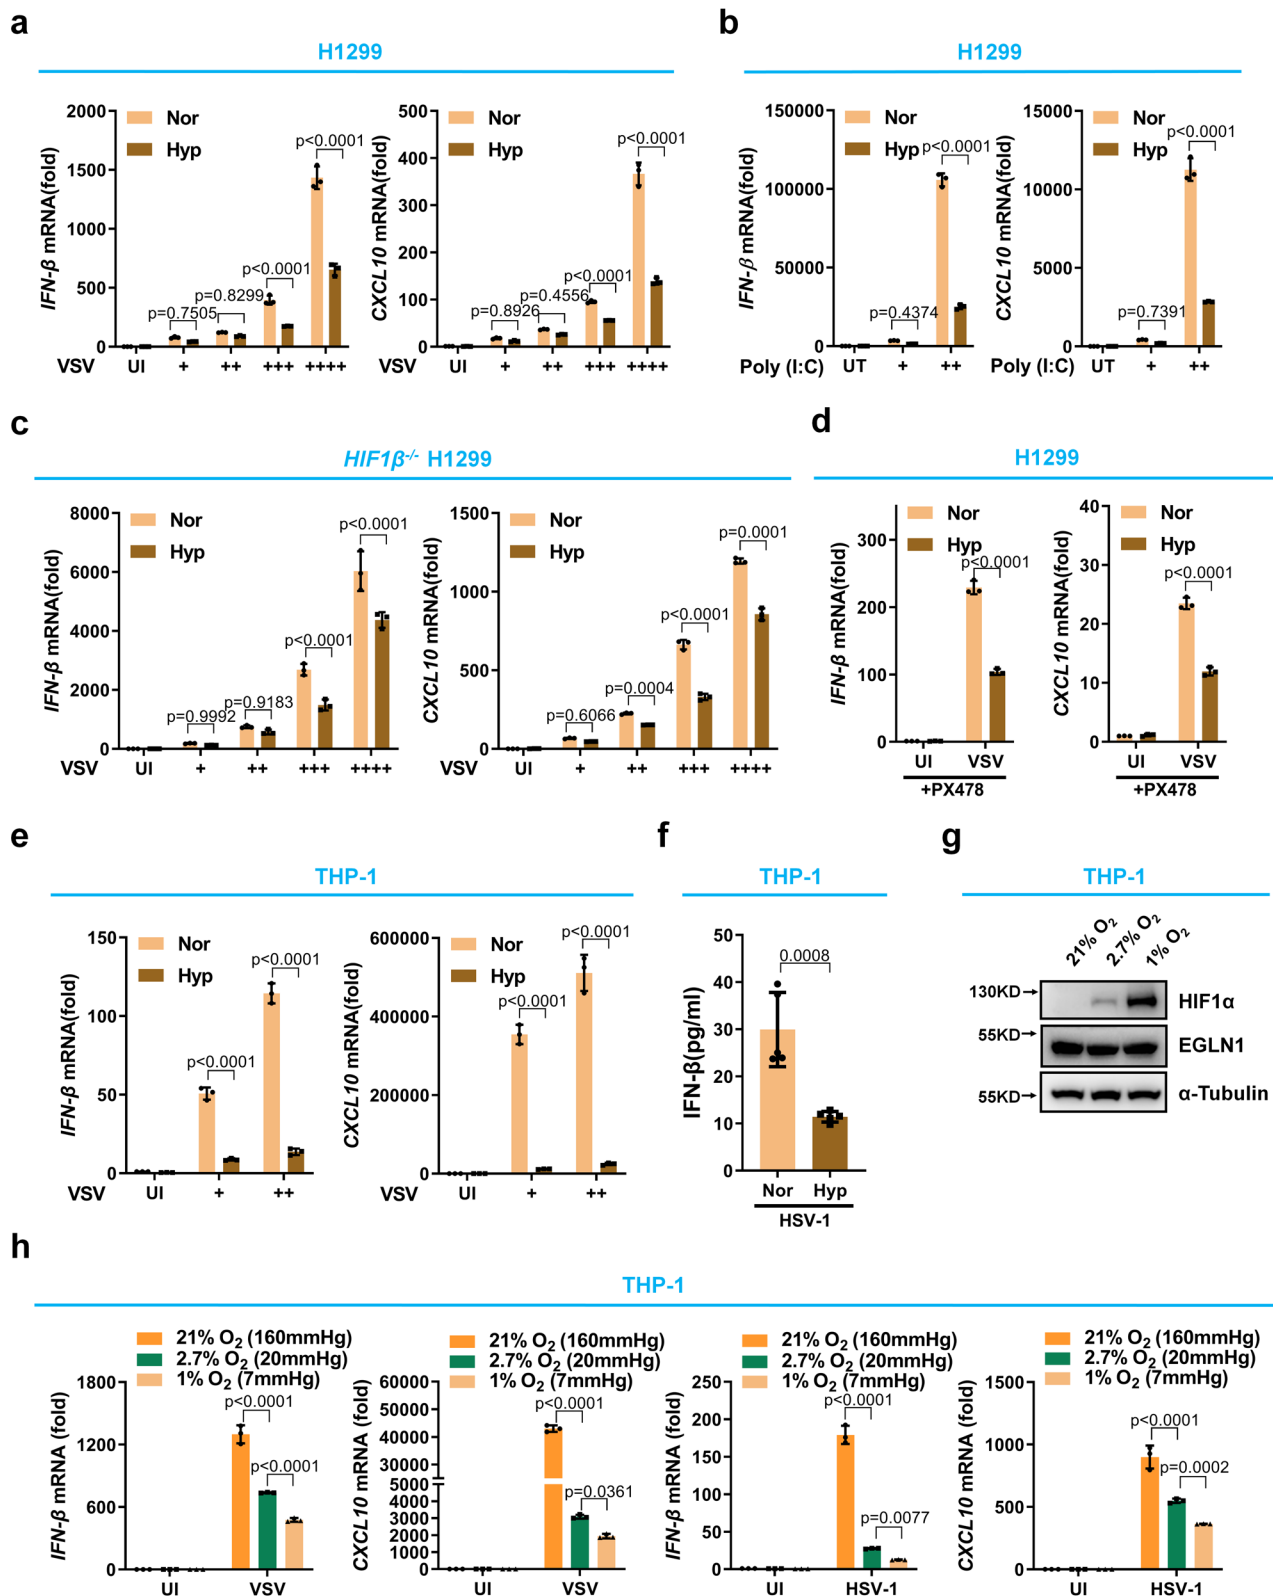 a
H1299
IFN-β mRNA(fold)
2000
1500
1000
500
0
Nor
Hyp
p=0.7505
p=0.8299
p<0.0001
p<0.0001
VSV UI + ++ +++ ++++
CXCL10 mRNA(fold)
500
400
300
200
100
0
Nor
Hyp
p=0.8926
p=0.4556
p<0.0001
p<0.0001
VSV UI + ++ +++ ++++
b
H1299
IFN-β mRNA(fold)
150000
100000
50000
0
Nor
Hyp
p=0.4374
p<0.0001
Poly (I:C) UT + ++
CXCL10 mRNA(fold)
15000
10000
5000
0
Nor
Hyp
p=0.7391
p<0.0001
Poly (I:C) UT + ++
c
HIF1β-/- H1299
IFN-β mRNA(fold)
8000
6000
4000
2000
0
Nor
Hyp
p=0.9992
p=0.9183
p<0.0001
p<0.0001
VSV UI + ++ +++ ++++
CXCL10 mRNA(fold)
1500
1000
500
0
Nor
Hyp
p=0.6066
p=0.0004
p<0.0001
p=0.0001
VSV UI + ++ +++ ++++
d
H1299
IFN-β mRNA(fold)
300
200
100
0
Nor
Hyp
p<0.0001
UI VSV
+PX478
CXCL10 mRNA(fold)
40
30
20
10
0
Nor
Hyp
p<0.0001
UI VSV
+PX478
e
THP-1
IFN-β mRNA(fold)
150
100
50
0
Nor
Hyp
p<0.0001
p<0.0001
VSV UI + ++
CXCL10 mRNA(fold)
600000
400000
200000
0
Nor
Hyp
p<0.0001
p<0.0001
VSV UI + ++
f
THP-1
IFN-β(pg/ml)
50
40
30
20
10
0
0.0008
Nor Hyp
HSV-1
g
THP-1
21% O2 2.7% O2 1% O2
130KD→ HIF1α
55KD→ EGLN1
55KD→ α-Tubulin
h
THP-1
21% O2 (160mmHg)
2.7% O2 (20mmHg)
1% O2 (7mmHg)
IFN-β mRNA (fold)
1800
1200
600
0
p<0.0001
p<0.0001
UI VSV
21% O2 (160mmHg)
2.7% O2 (20mmHg)
1% O2 (7mmHg)
CXCL10 mRNA (fold)
60000
50000
40000
30000
20000
10000
5000
4000
3000
2000
1000
0
p<0.0001
p=0.0361
UI VSV
21% O2 (160mmHg)
2.7% O2 (20mmHg)
1% O2 (7mmHg)
IFN-β mRNA (fold)
250
200
150
100
50
0
p<0.0001
p=0.0077
UI HSV-1
21% O2 (160mmHg)
2.7% O2 (20mmHg)
1% O2 (7mmHg)
CXCL10 mRNA (fold)
1500
1000
500
0
p<0.0001
p=0.0002
UI HSV-1